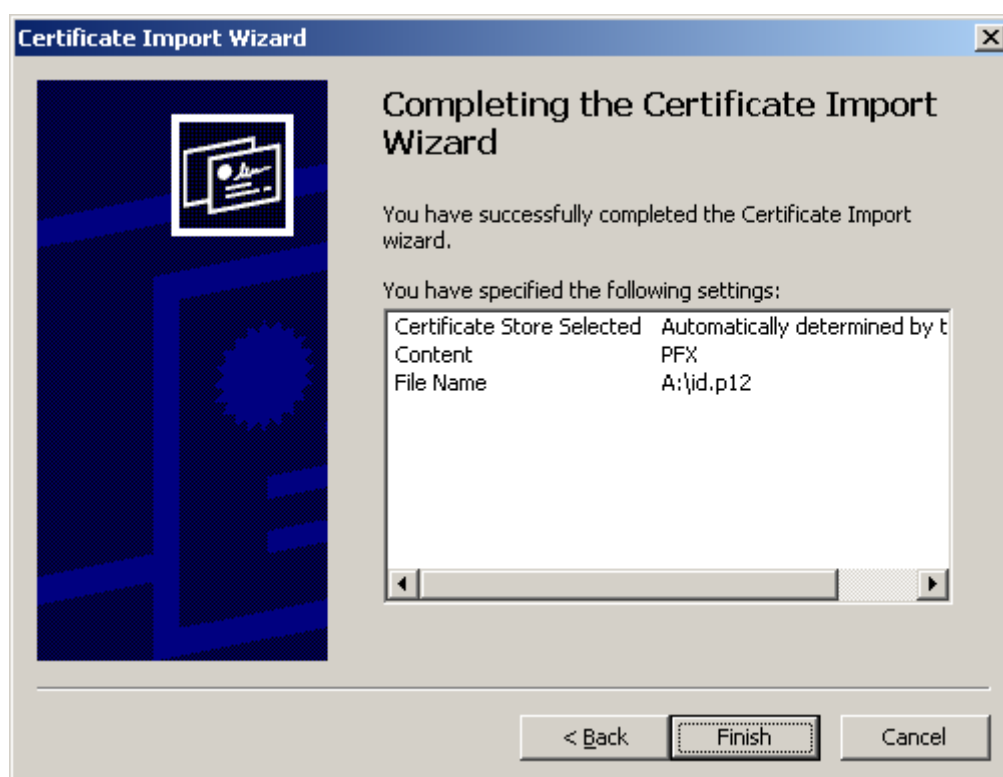 Certificate Import Wizard
Completing the Certificate Import
Wizard
You have successfully completed the Certificate Import
wizard.
You have specified the following settings:
Certificate Store Selected Automatically determined by t
Content PFX
File Name A:\id.p12
< Back Finish Cancel